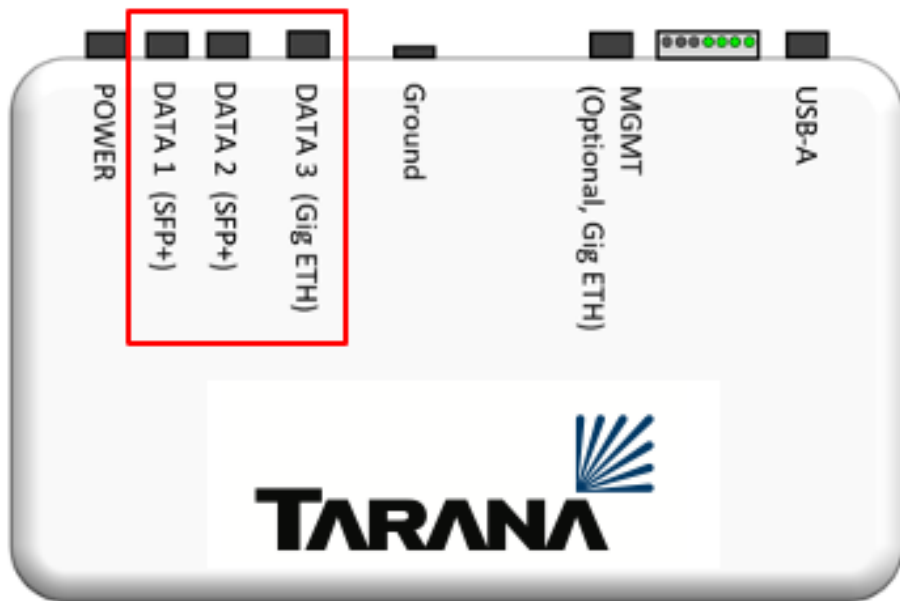 POWER
DATA 1 (SFP+)
DATA 2 (SFP+)
DATA 3 (Gig ETH)
Ground
MGMT
(Optional, Gig ETH)
USB-A
TARANA